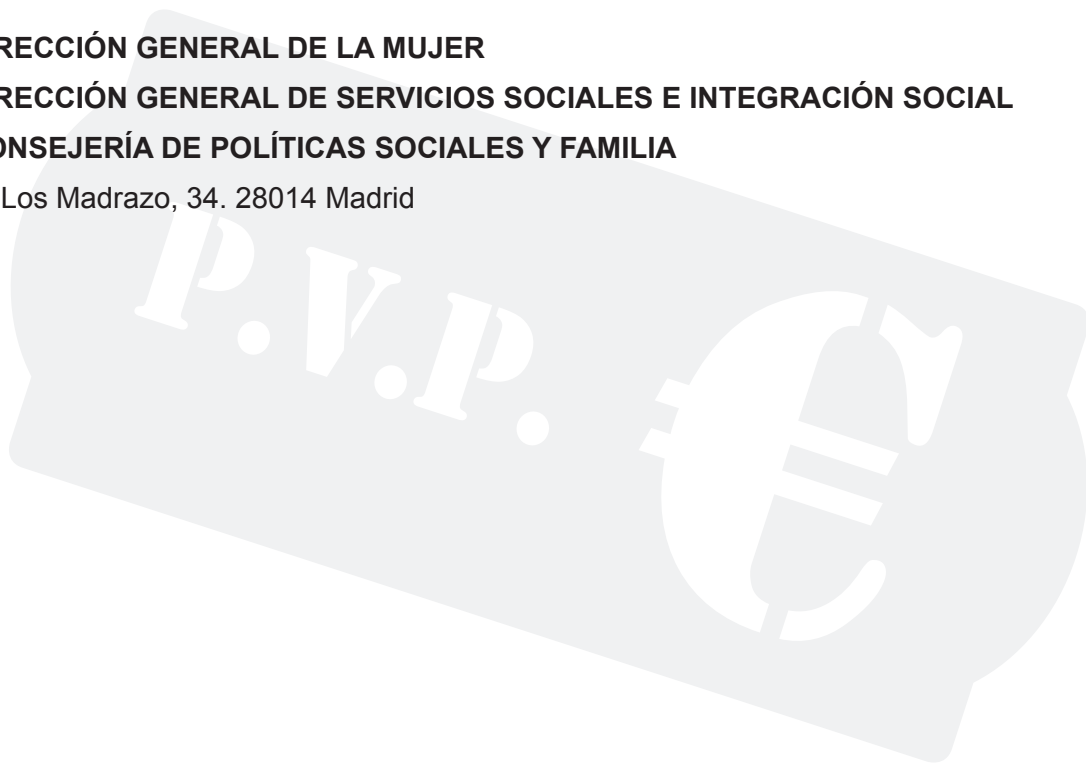 RECCIÓN GENERAL DE LA MUJER
RECCIÓN GENERAL DE SERVICIOS SOCIALES E INTEGRACIÓN SOCIAL
ONSEJERÍA DE POLÍTICAS SOCIALES Y FAMILIA
Los Madrazo, 34. 28014 Madrid
P.V.P. €